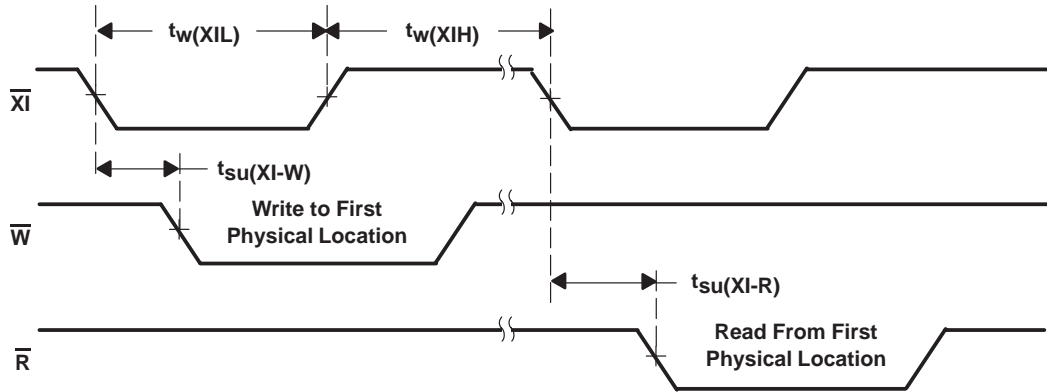 tw(XIL)
tw(XIH)
XI
tsu(XI-W)
W
Write to First
Physical Location
tsu(XI-R)
R
Read From First
Physical Location